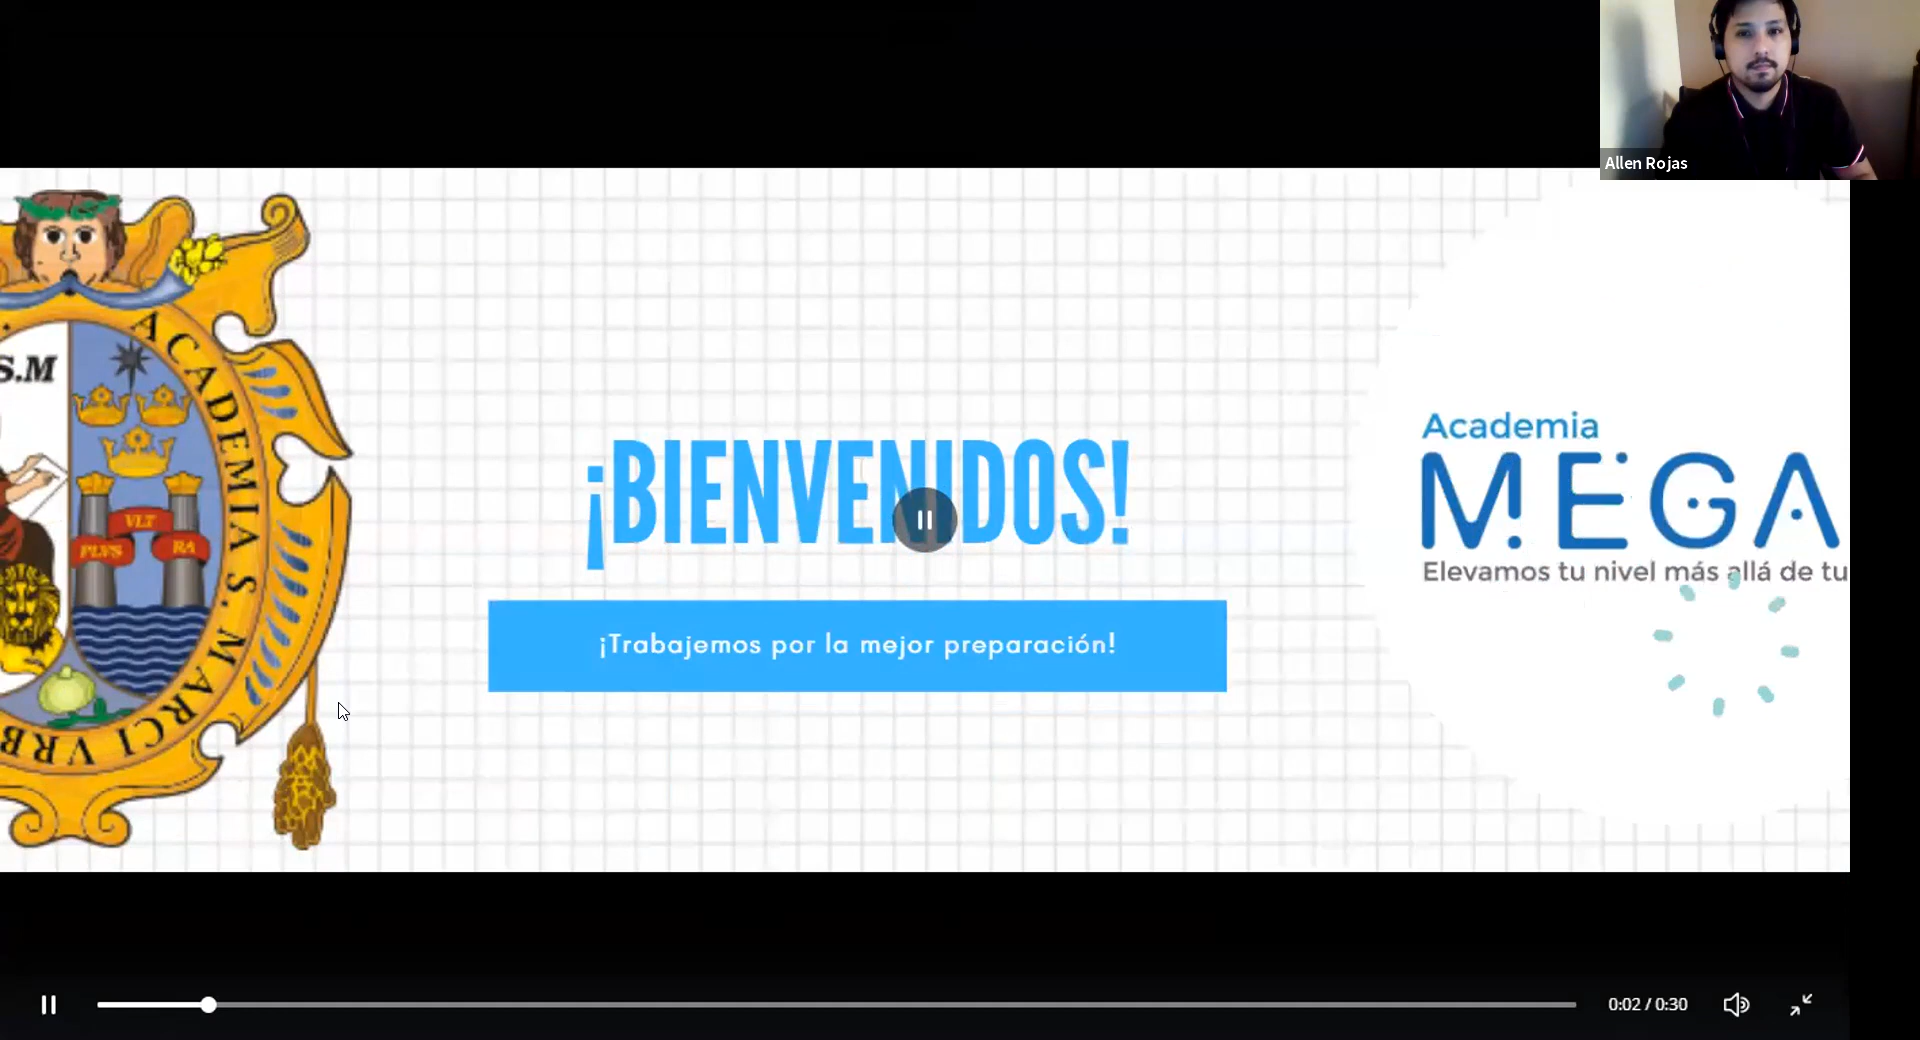 Allen Rojas
ACADEMIA S. MARCI VRB
S.M
VLT
PLVS
RA
¡BIENVENIDOS!
¡Trabajemos por la mejor preparación!
Academia
MEGA
Elevamos tu nivel más allá de tu
0:02 / 0:30